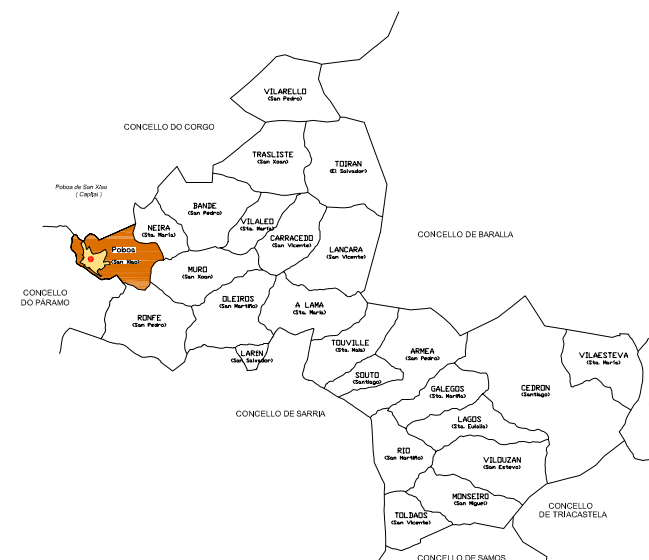 VILARELLO
(San Pedro)
CONCELLO DO CORGO
TRASLISTE
(San Xoan)
TOIRAN
(El Salvador)
Poboa de San Xiao
( Capital )
BANDE
(San Pedro)
VILALEO
(Sta. María)
NEIRA
(Sta. María)
CARRACEDO
(San Vicente)
LANCARA
(San Vicente)
CONCELLO DE BARALLA
Poboa
(San Xiao)
MURO
(San Xoan)
CONCELLO
DO PÁRAMO
OLEIROS
(San Martiño)
A LAMA
(Sta. María)
RONFE
(San Pedro)
TOUVILLE
(Sta. Maía)
ARMEA
(San Pedro)
LARIN
(San Salvador)
VILAESTEVA
(Sta. María)
SOUTO
(Santiago)
GALEGOS
(Sta. Mariña)
CEDRON
(Santiago)
CONCELLO DE SARRIA
LAGOS
(Sta. Eulalia)
RIO
(San Martiño)
VILOUZAN
(San Estevo)
MONSEIRO
(San Miguel)
TOLDAOS
(San Vicente)
CONCELLO
DE TRIACASTELA
CONCELLO DE SAMOS